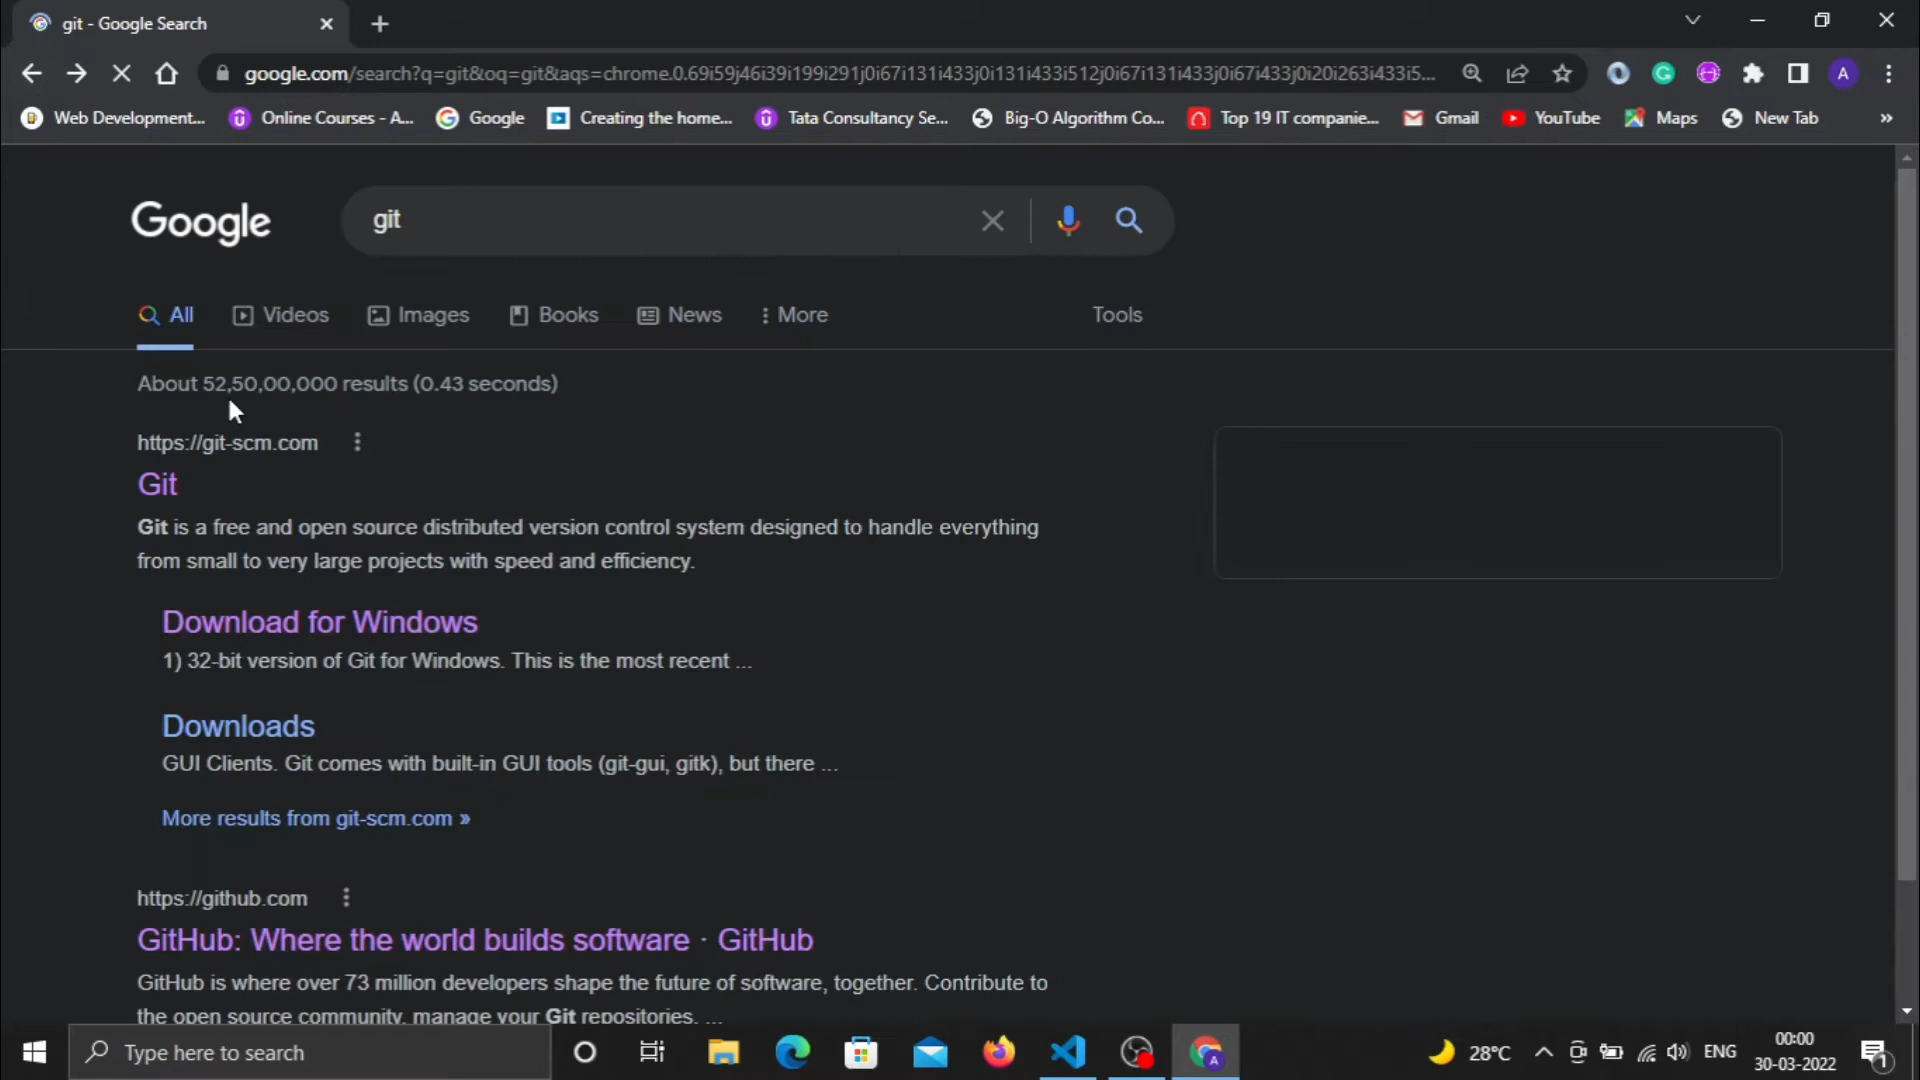 git - Google Search
google.com/search?q=git&oq=git&aqs=chrome.0.69i59j46i39i199i291j0i67i131i433j0i131i433i512j0i67i131i433j0i67i433j0i20i263i433i5...
Web Development...
Online Courses - A...
Google
Creating the home...
Tata Consultancy Se...
Big-O Algorithm Co...
Top 19 IT companie...
Gmail
YouTube
Maps
New Tab
»
Google
git
All
Videos
Images
Books
News
More
Tools
About 52,50,00,000 results (0.43 seconds)
https://git-scm.com
Git
Git is a free and open source distributed version control system designed to handle everything
from small to very large projects with speed and efficiency.
Download for Windows
1) 32-bit version of Git for Windows. This is the most recent ...
Downloads
GUI Clients. Git comes with built-in GUI tools (git-gui, gitk), but there ...
More results from git-scm.com »
https://github.com
GitHub: Where the world builds software · GitHub
GitHub is where over 73 million developers shape the future of software, together. Contribute to
the open source community, manage your Git repositories, ...
Type here to search
28°C
ENG
00:00
30-03-2022
1
A
A